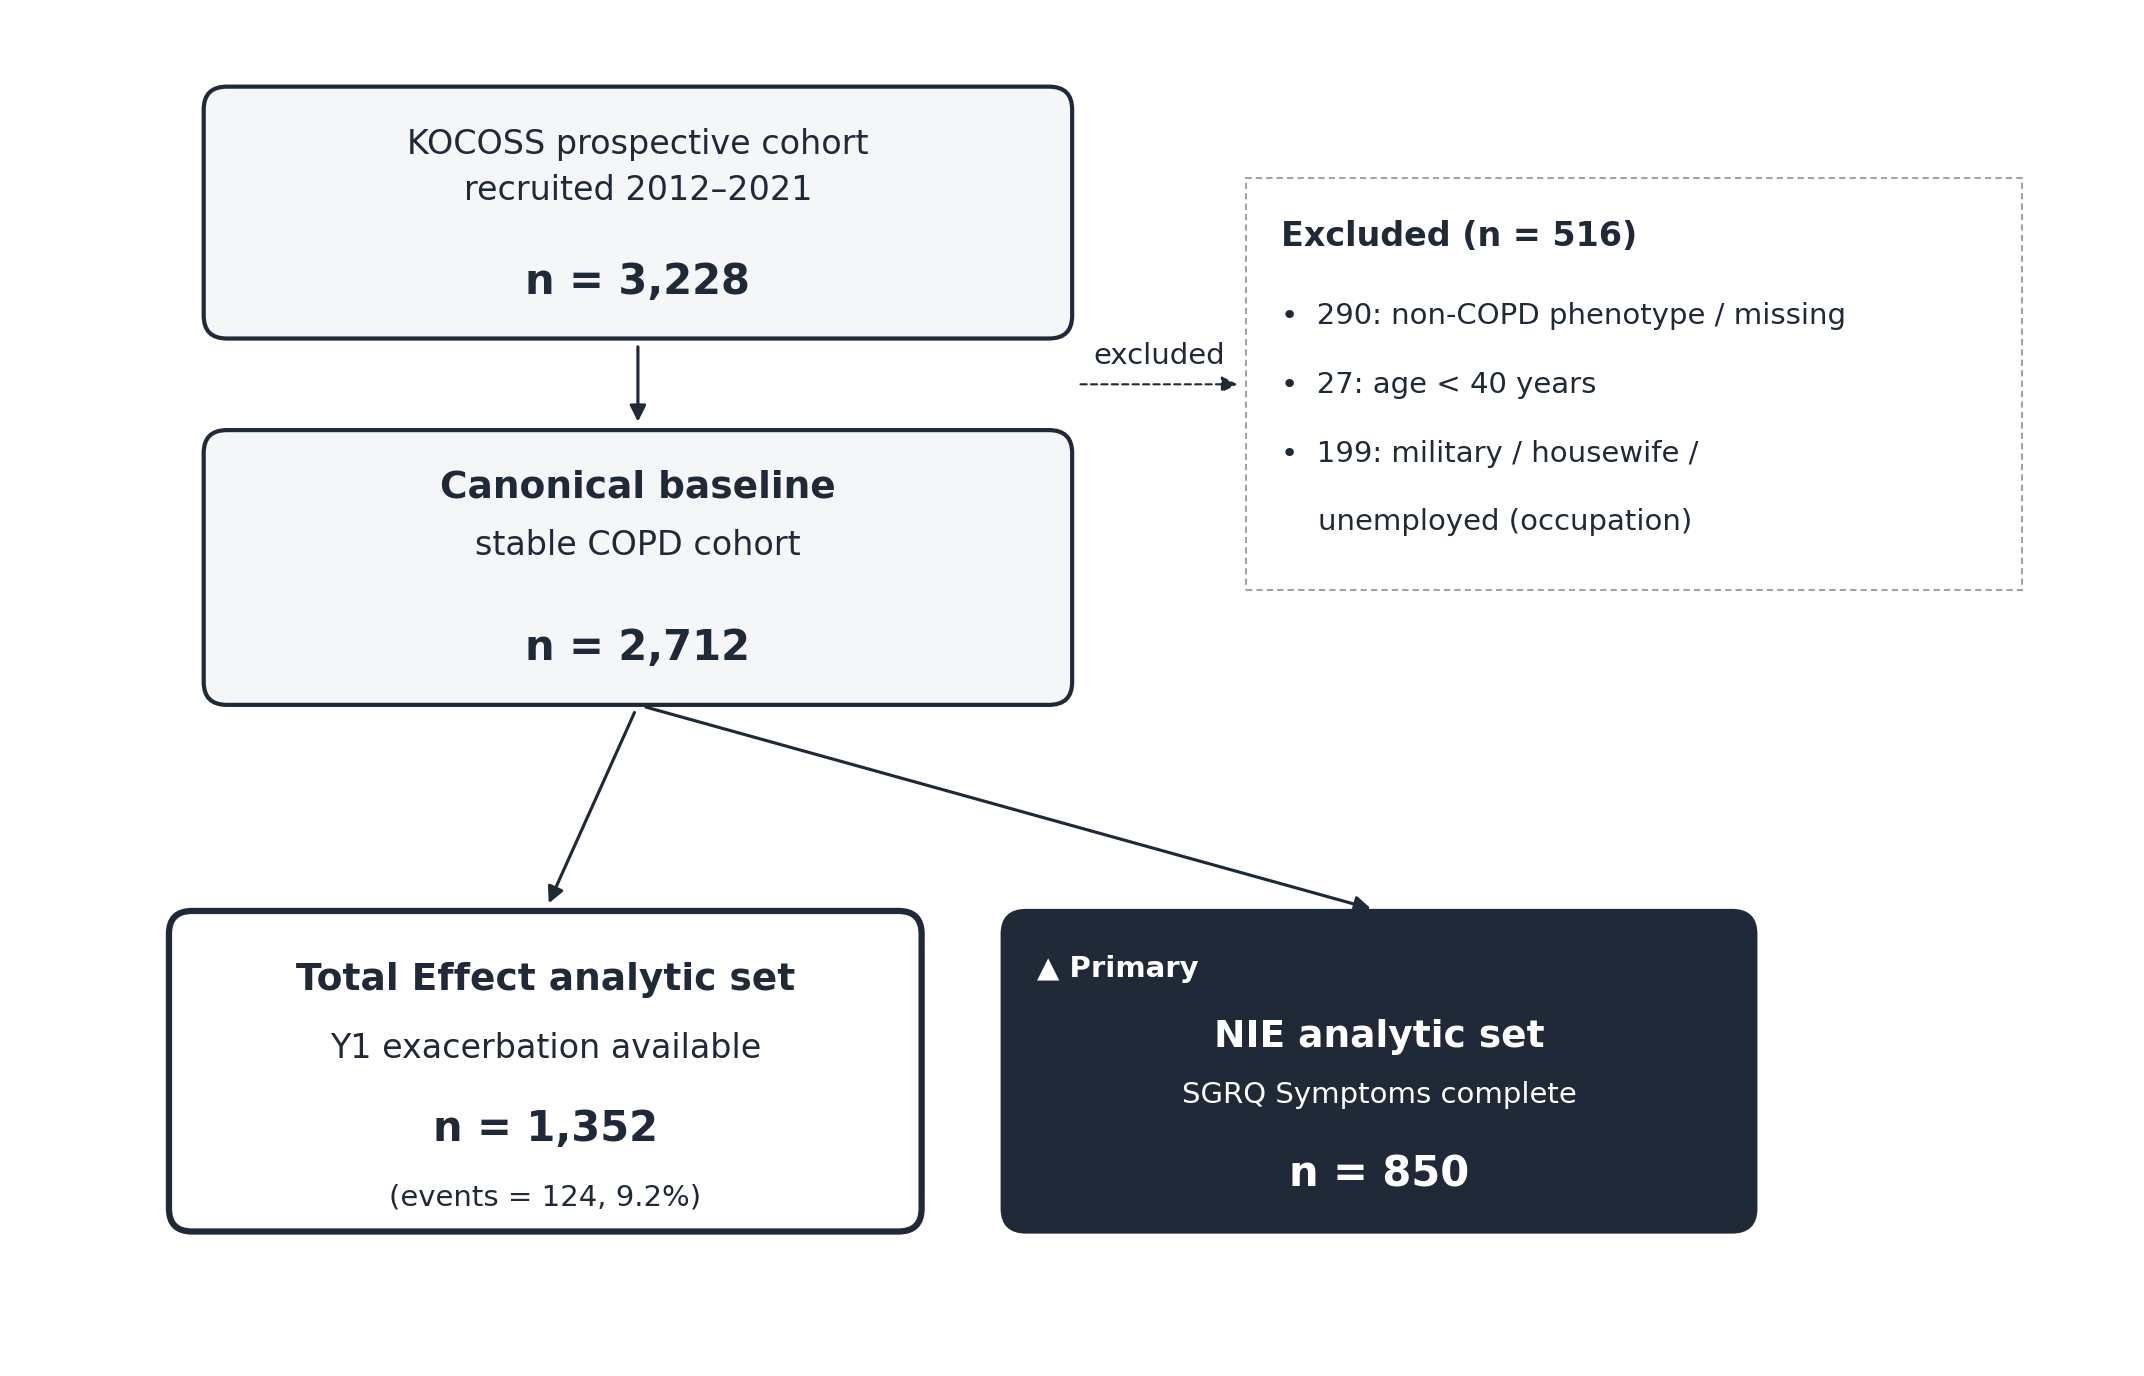 KOCOSS prospective cohort
recruited 2012–2021
n = 3,228
excluded
Excluded (n = 516)
• 290: non-COPD phenotype / missing
• 27: age < 40 years
• 199: military / housewife /
unemployed (occupation)
Canonical baseline
stable COPD cohort
n = 2,712
Total Effect analytic set
Y1 exacerbation available
n = 1,352
(events = 124, 9.2%)
▲ Primary
NIE analytic set
SGRQ Symptoms complete
n = 850